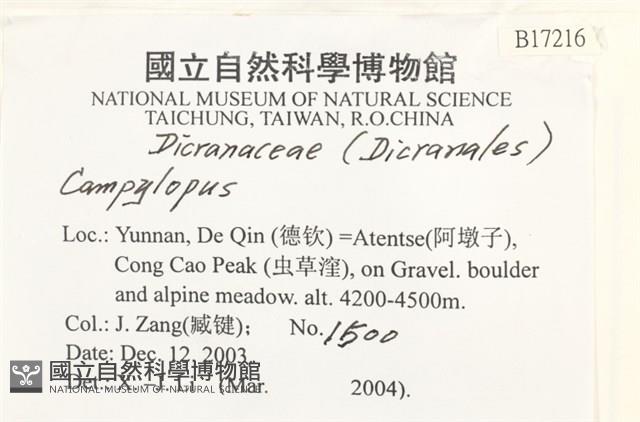 B17216
國立自然科學博物館
NATIONAL MUSEUM OF NATURAL SCIENCE
TAICHUNG, TAIWAN, R.O.CHINA
Dicranaceae (Dicranales)
Campylopus
Loc.: Yunnan, De Qin (德钦) =Atentse(阿墩子),
Cong Cao Peak (虫草漥), on Gravel. boulder
and alpine meadow. alt. 4200-4500m.
Col.: J. Zang(臧键); No. 1500
Date: Dec. 12, 2003
國立自然科學博物館
Det.: X. (Mar. 2004).
NATIONAL MUSEUM OF NATURAL SCIENCE